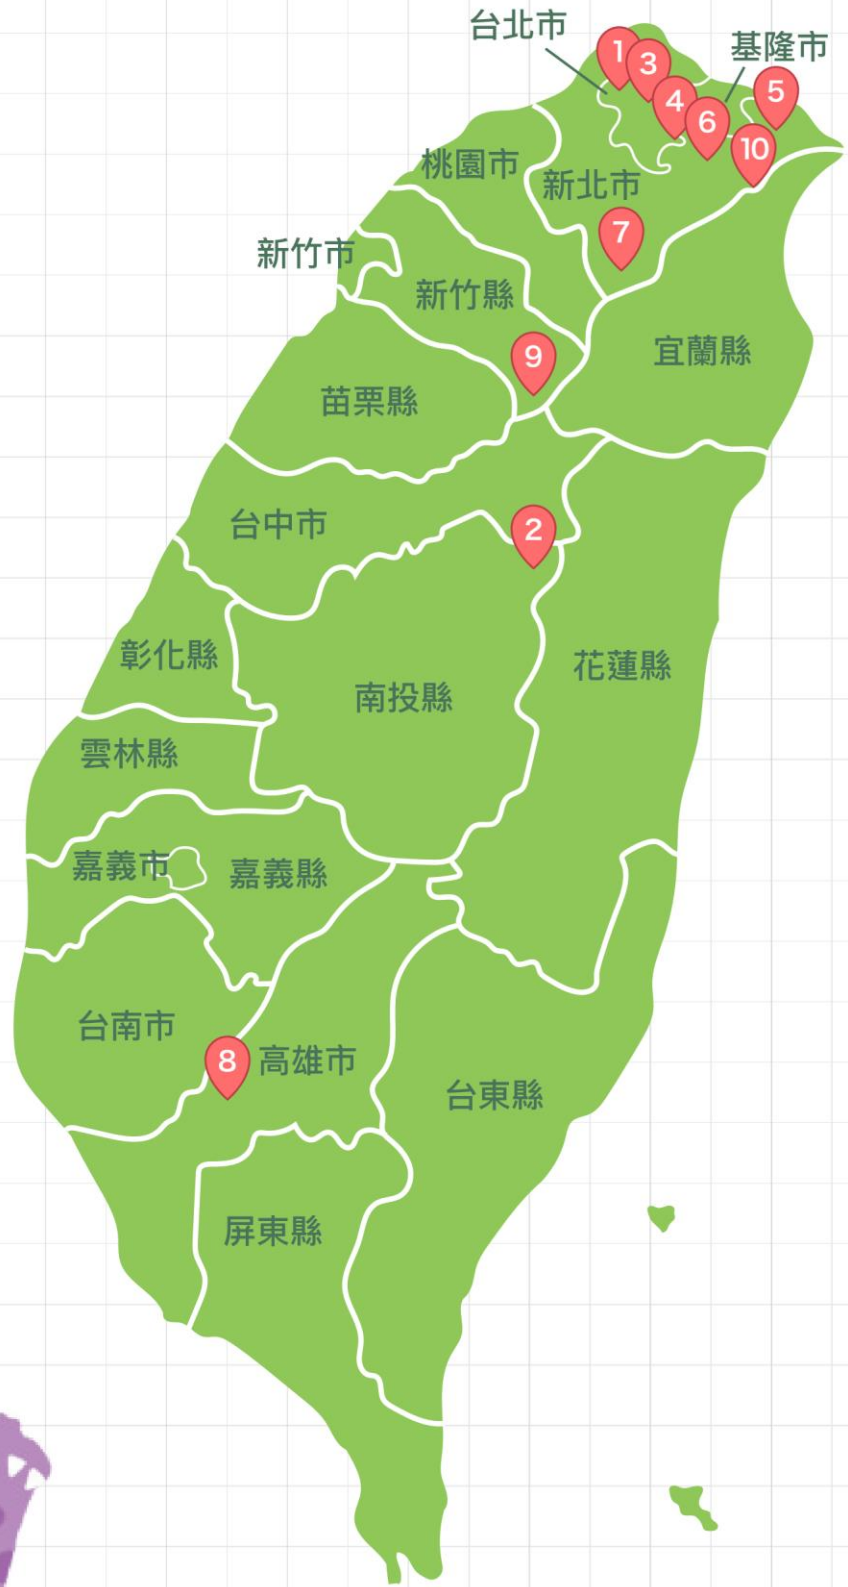 台北市
基隆市
1
3
4
6
5
10
桃園市
新北市
7
新竹市
新竹縣
9
宜蘭縣
苗栗縣
台中市
2
彰化縣
花蓮縣
南投縣
雲林縣
嘉義市
嘉義縣
台南市
8
高雄市
台東縣
屏東縣